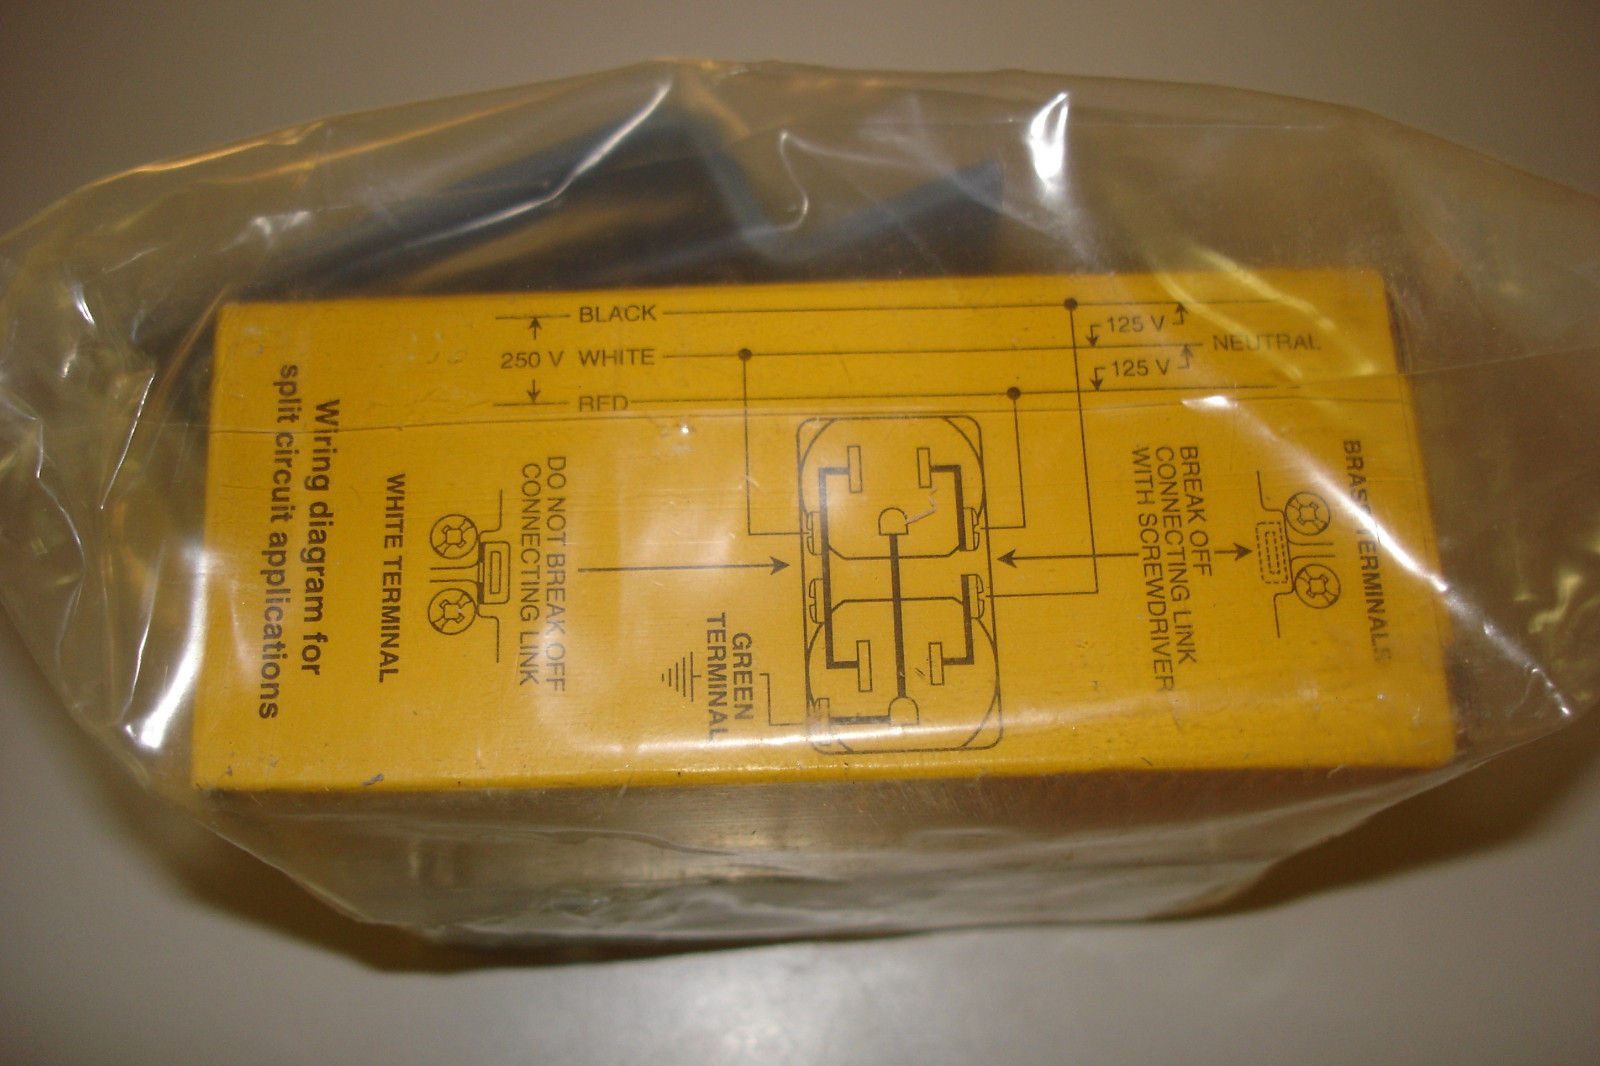 BLACK
250 V WHITE
RED
125 V
NEUTRAL
125 V
Wiring diagram for
split circuit applications
WHITE TERMINAL
DO NOT BREAK OFF
CONNECTING LINK
GREEN
TERMINAL
BREAK OFF
CONNECTING LINK
WITH SCREWDRIVER
BRASS TERMINALS